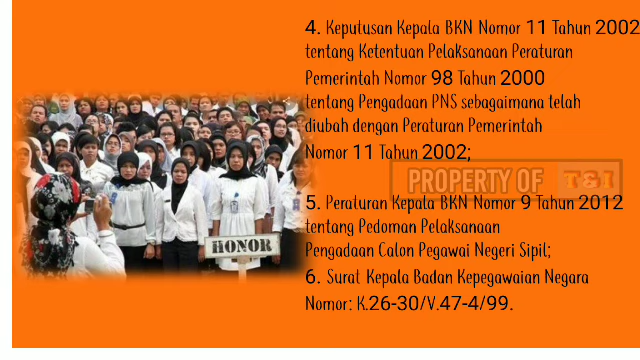 4. Keputusan Kepala BKN Nomor 11 Tahun 2002
tentang Ketentuan Pelaksanaan Peraturan
Pemerintah Nomor 98 Tahun 2000
tentang Pengadaan PNS sebagaimana telah
diubah dengan Peraturan Pemerintah
Nomor 11 Tahun 2002;
PROPERTY OF T&I
5. Peraturan Kepala BKN Nomor 9 Tahun 2012
tentang Pedoman Pelaksanaan
Pengadaan Calon Pegawai Negeri Sipil;
6. Surat Kepala Badan Kepegawaian Negara
Nomor: K.26-30/V.47-4/99.
HONOR